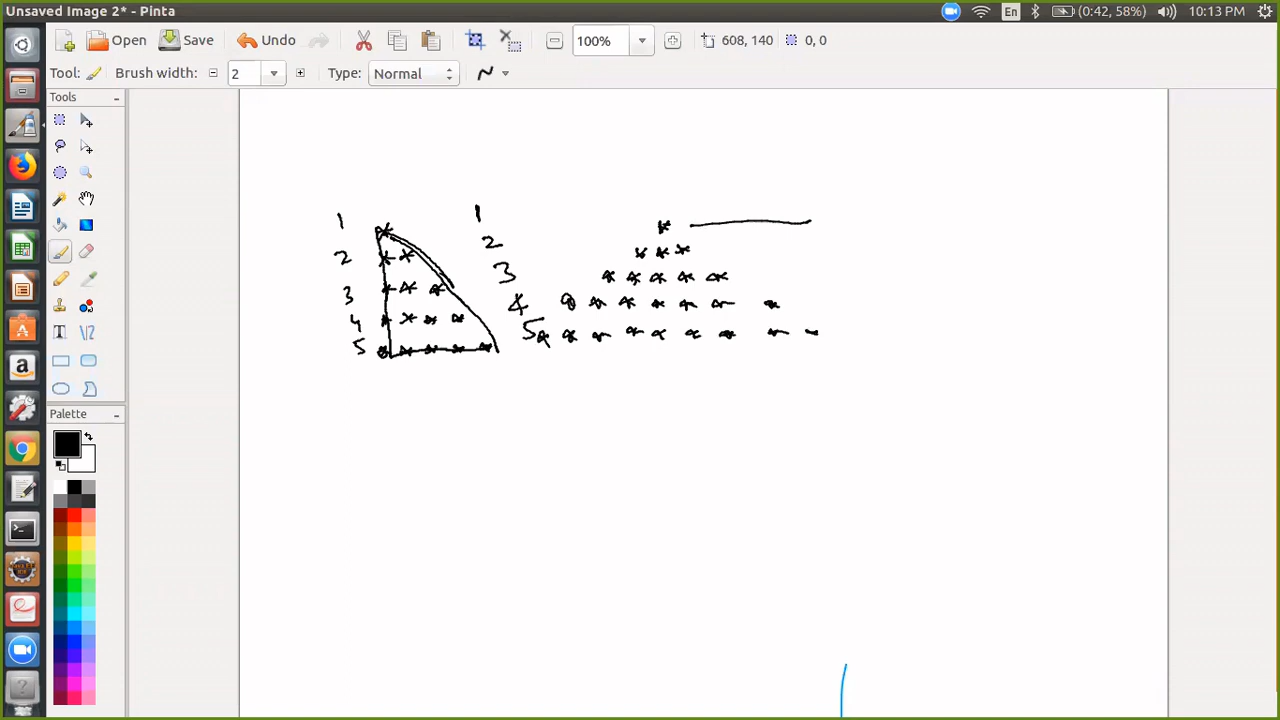 Unsaved Image 2* - Pinta
En (0:42, 58%) 10:13 PM
Open Save Undo 100% 608, 140 0, 0
Tool: Brush width: 2 Type: Normal
Tools
Palette
1 * 1 *
2 * * 2 * * *
3 * * * 3 * * * * *
4 * * * * 4 * * * * * * *
5 * * * * * 5 * * * * * * * * *